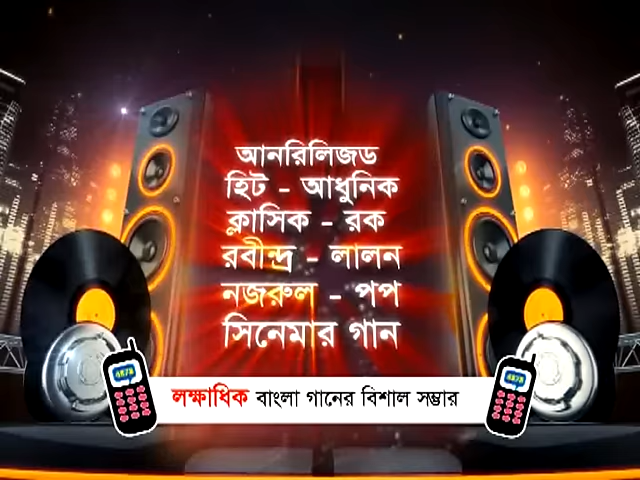 আনরিলিজড
হিট - আধুনিক
ক্লাসিক - রক
রবীন্দ্র - লালন
নজরুল - পপ
সিনেমার গান
লক্ষাধিক বাংলা গানের বিশাল সম্ভার